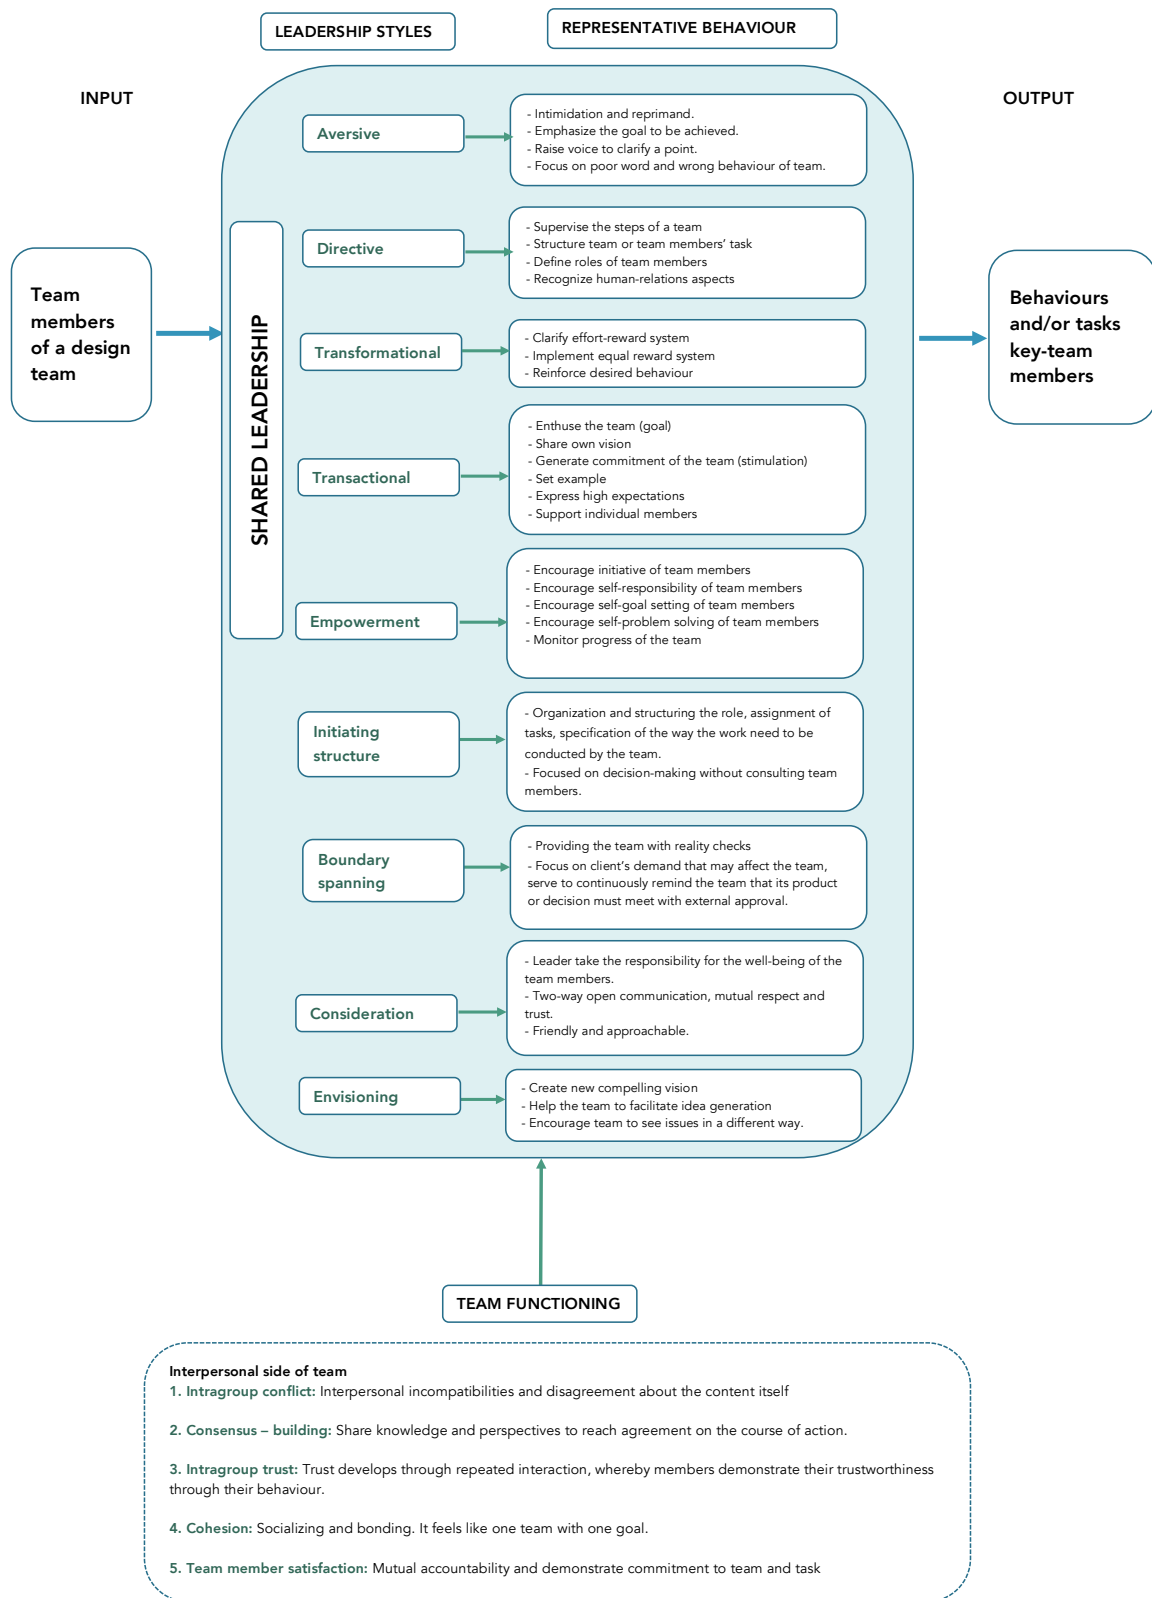 LEADERSHIP STYLES
REPRESENTATIVE BEHAVIOUR
INPUT
OUTPUT
Team
members
of a design
team
SHARED LEADERSHIP
Aversive
- Intimidation and reprimand.
- Emphasize the goal to be achieved.
- Raise voice to clarify a point.
- Focus on poor word and wrong behaviour of team.
Directive
- Supervise the steps of a team
- Structure team or team members’ task
- Define roles of team members
- Recognize human-relations aspects
Transformational
- Clarify effort-reward system
- Implement equal reward system
- Reinforce desired behaviour
Transactional
- Enthuse the team (goal)
- Share own vision
- Generate commitment of the team (stimulation)
- Set example
- Express high expectations
- Support individual members
Empowerment
- Encourage initiative of team members
- Encourage self-responsibility of team members
- Encourage self-goal setting of team members
- Encourage self-problem solving of team members
- Monitor progress of the team
Initiating
structure
- Organization and structuring the role, assignment of
tasks, specification of the way the work need to be
conducted by the team.
- Focused on decision-making without consulting team
members.
Boundary
spanning
- Providing the team with reality checks
- Focus on client’s demand that may affect the team,
serve to continuously remind the team that its product
or decision must meet with external approval.
Consideration
- Leader take the responsibility for the well-being of the
team members.
- Two-way open communication, mutual respect and
trust.
- Friendly and approachable.
Envisioning
- Create new compelling vision
- Help the team to facilitate idea generation
- Encourage team to see issues in a different way.
Behaviours
and/or tasks
key-team
members
TEAM FUNCTIONING
Interpersonal side of team
1. Intragroup conflict: Interpersonal incompatibilities and disagreement about the content itself
2. Consensus – building: Share knowledge and perspectives to reach agreement on the course of action.
3. Intragroup trust: Trust develops through repeated interaction, whereby members demonstrate their trustworthiness
through their behaviour.
4. Cohesion: Socializing and bonding. It feels like one team with one goal.
5. Team member satisfaction: Mutual accountability and demonstrate commitment to team and task